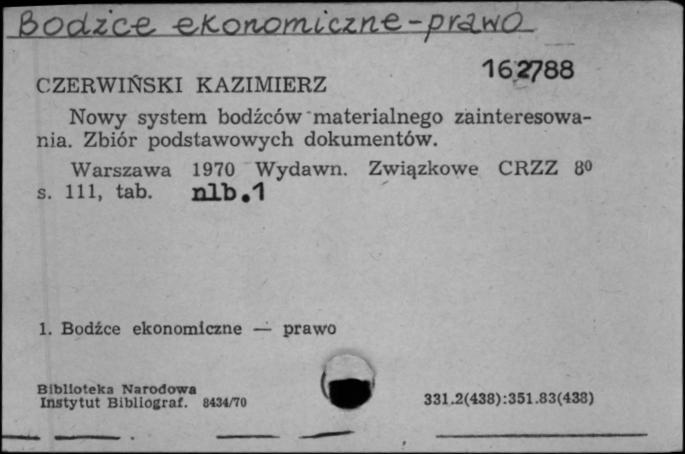 Bodźce ekonomiczne-prawo
162788
CZERWIŃSKI KAZIMIERZ
Nowy system bodźców materialnego zainteresowa-
nia. Zbiór podstawowych dokumentów.
Warszawa 1970 Wydawn. Związkowe CRZZ 8⁰
s. 111, tab. nlb.1
1. Bodźce ekonomiczne — prawo
Biblioteka Narodowa
Instytut Bibliograf. 8434/70
331.2(438):351.83(438)